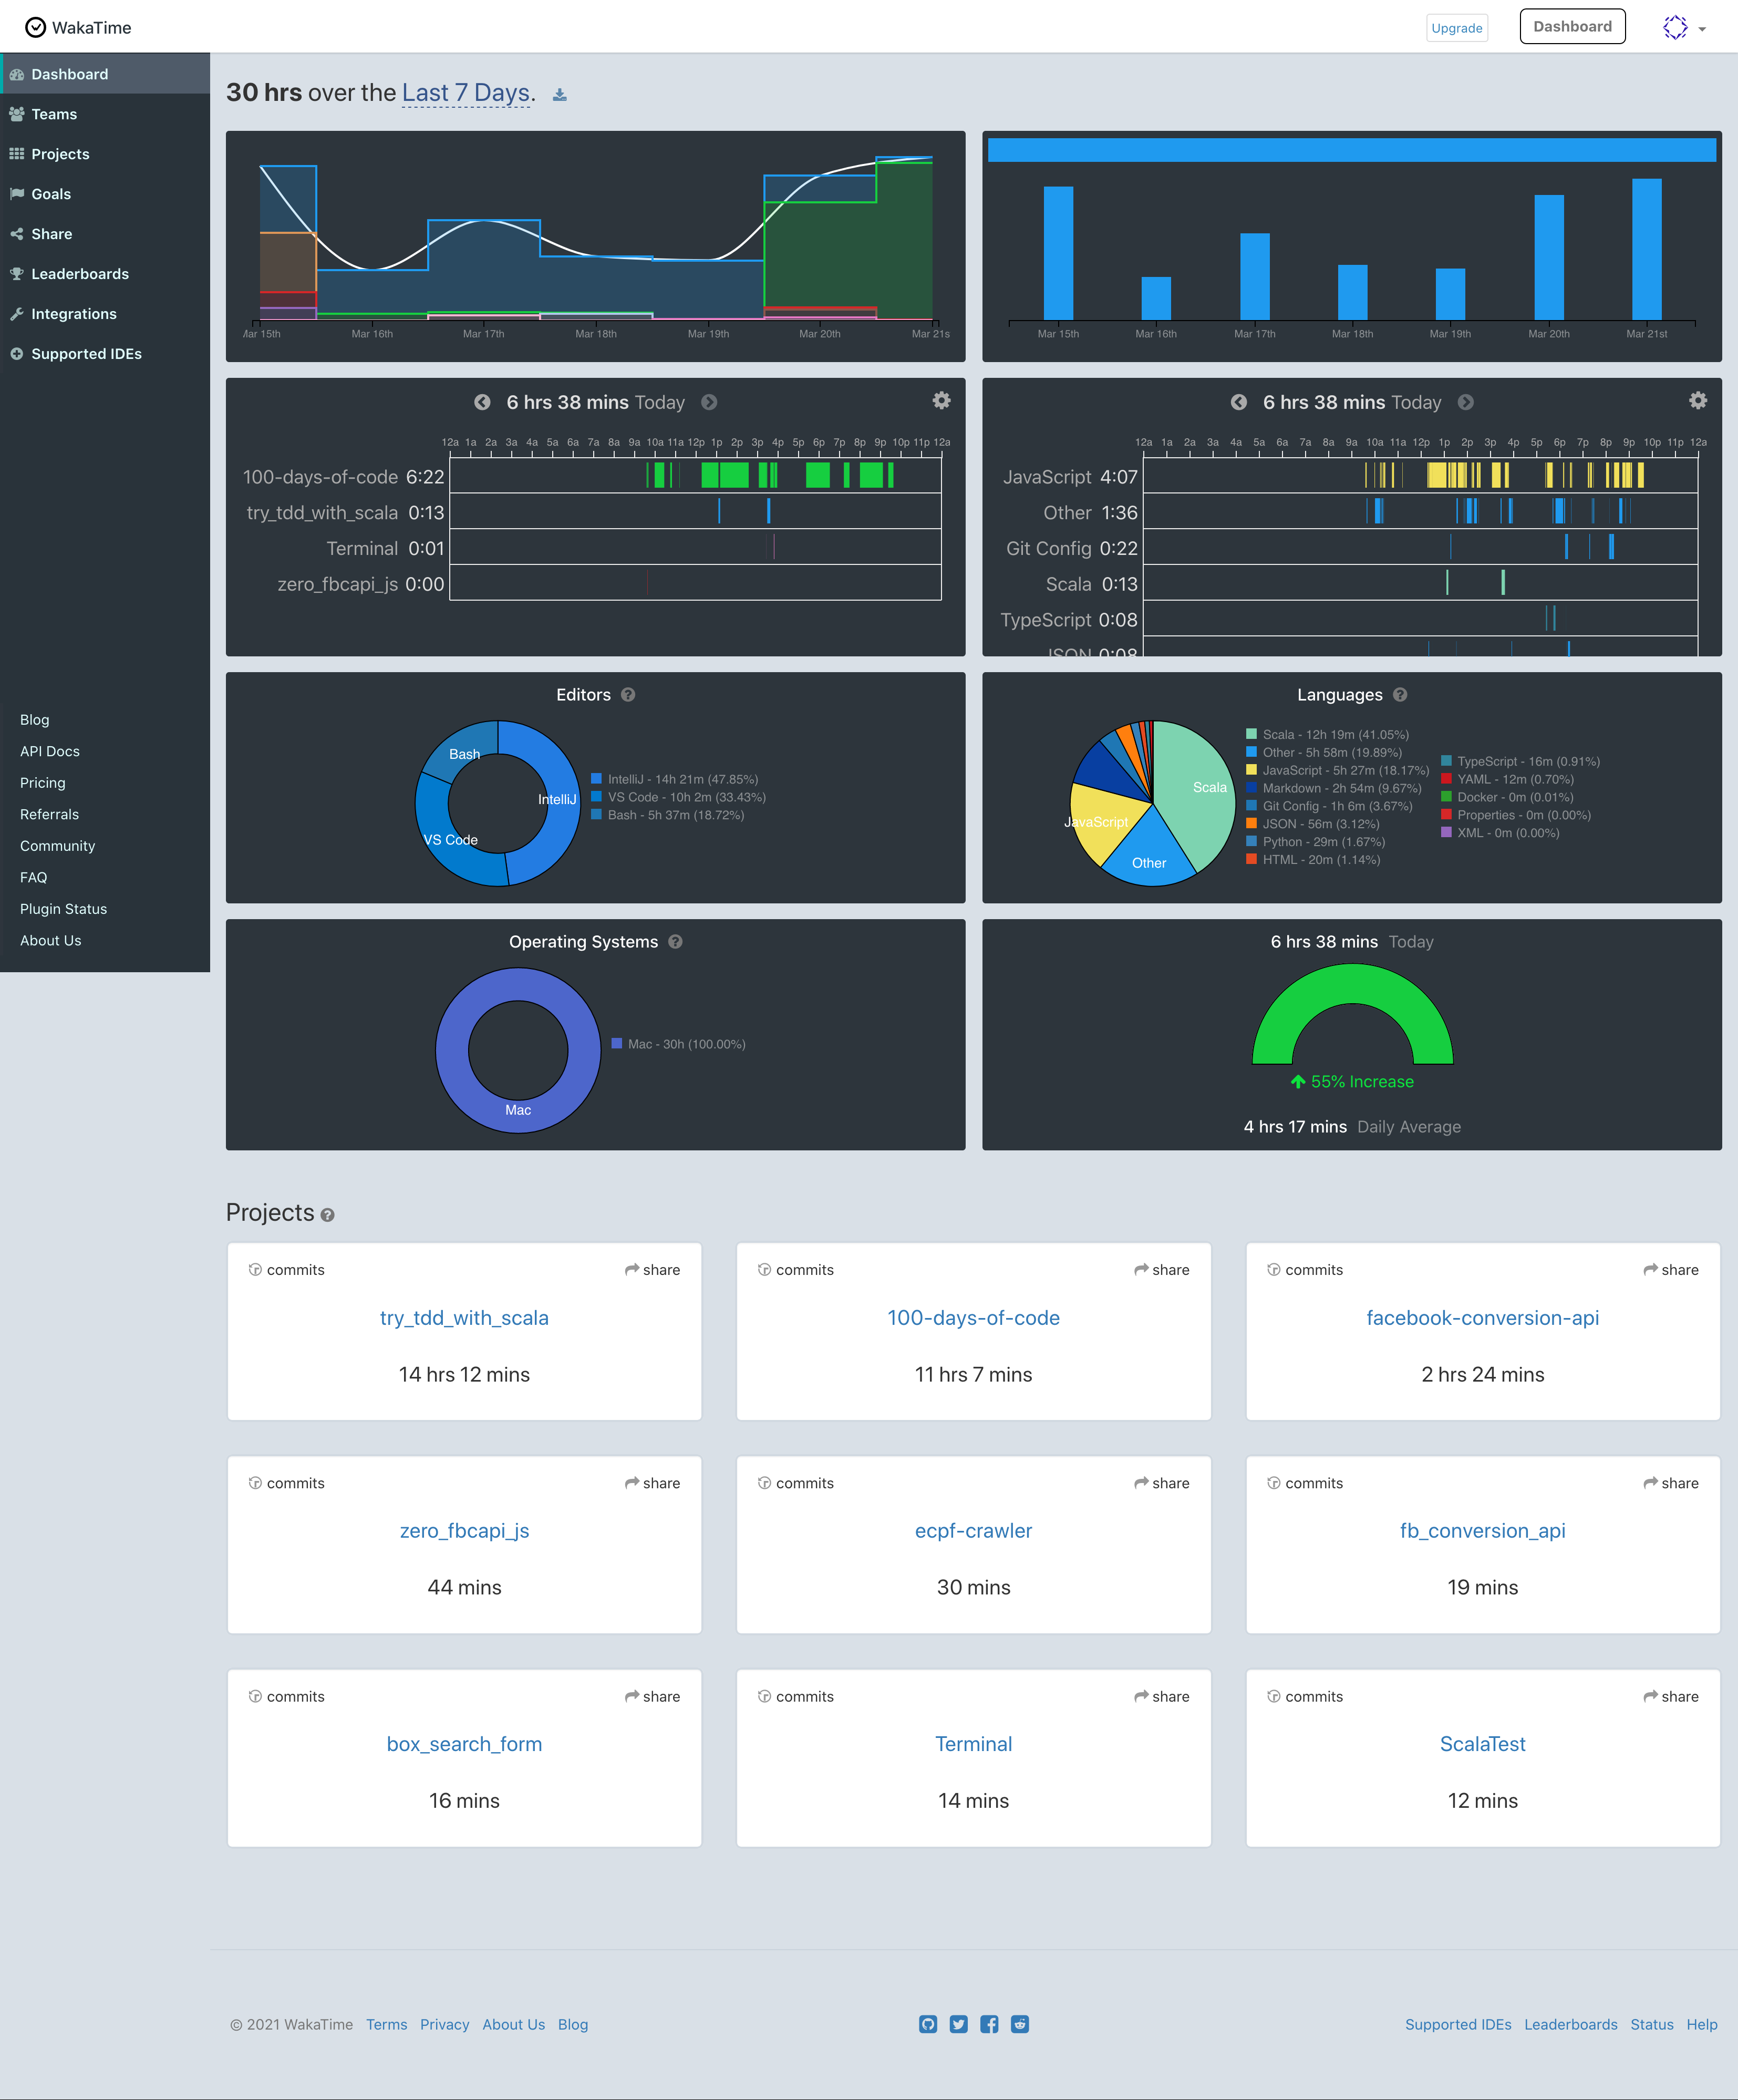 WakaTime
Upgrade
Dashboard
Dashboard
Teams
Projects
Goals
Share
Leaderboards
Integrations
Supported IDEs
Blog
API Docs
Pricing
Referrals
Community
FAQ
Plugin Status
About Us
30 hrs over the Last 7 Days.
Mar 15th Mar 16th Mar 17th Mar 18th Mar 19th Mar 20th Mar 21s
Mar 15th Mar 16th Mar 17th Mar 18th Mar 19th Mar 20th Mar 21st
6 hrs 38 mins Today
12a 1a 2a 3a 4a 5a 6a 7a 8a 9a 10a 11a 12p 1p 2p 3p 4p 5p 6p 7p 8p 9p 10p 11p 12a
100-days-of-code 6:22
try_tdd_with_scala 0:13
Terminal 0:01
zero_fbcapi_js 0:00
6 hrs 38 mins Today
12a 1a 2a 3a 4a 5a 6a 7a 8a 9a 10a 11a 12p 1p 2p 3p 4p 5p 6p 7p 8p 9p 10p 11p 12a
JavaScript 4:07
Other 1:36
Git Config 0:22
Scala 0:13
TypeScript 0:08
JSON 0:08
Editors
Bash
IntelliJ
VS Code
IntelliJ - 14h 21m (47.85%)
VS Code - 10h 2m (33.43%)
Bash - 5h 37m (18.72%)
Languages
Scala
JavaScript
Other
Scala - 12h 19m (41.05%)
Other - 5h 58m (19.89%)
JavaScript - 5h 27m (18.17%)
Markdown - 2h 54m (9.67%)
Git Config - 1h 6m (3.67%)
JSON - 56m (3.12%)
Python - 29m (1.67%)
HTML - 20m (1.14%)
TypeScript - 16m (0.91%)
YAML - 12m (0.70%)
Docker - 0m (0.01%)
Properties - 0m (0.00%)
XML - 0m (0.00%)
Operating Systems
Mac
Mac - 30h (100.00%)
6 hrs 38 mins Today
55% Increase
4 hrs 17 mins Daily Average
Projects
commits share
try_tdd_with_scala
14 hrs 12 mins
commits share
100-days-of-code
11 hrs 7 mins
commits share
facebook-conversion-api
2 hrs 24 mins
commits share
zero_fbcapi_js
44 mins
commits share
ecpf-crawler
30 mins
commits share
fb_conversion_api
19 mins
commits share
box_search_form
16 mins
commits share
Terminal
14 mins
commits share
ScalaTest
12 mins
© 2021 WakaTime Terms Privacy About Us Blog
Supported IDEs Leaderboards Status Help